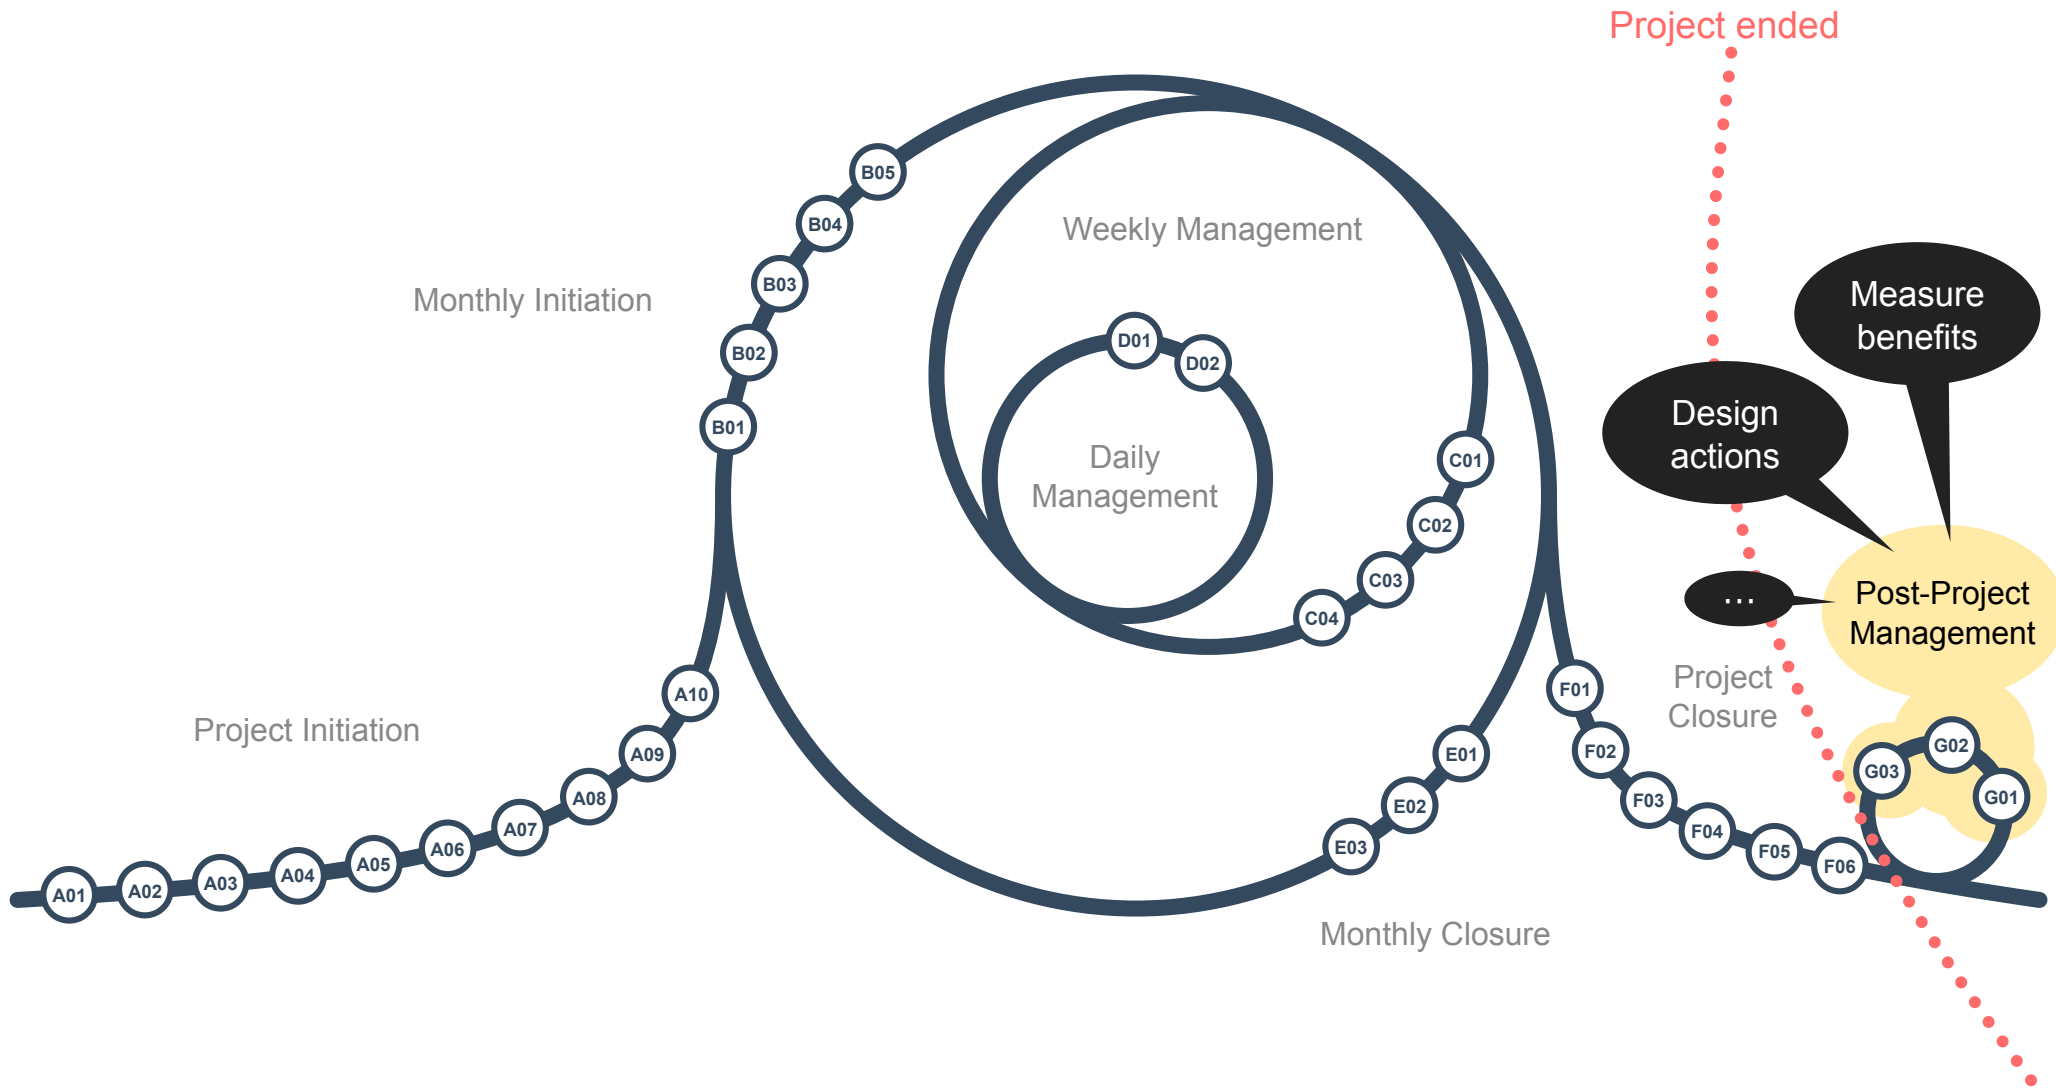 Project ended
Measure
benefits
Design
actions
...
Post-Project
Management
Project
Closure
Weekly Management
Daily
Management
Monthly Initiation
Project Initiation
Monthly Closure
A01
A02
A03
A04
A05
A06
A07
A08
A09
A10
B01
B02
B03
B04
B05
C01
C02
C03
C04
D01
D02
E01
E02
E03
F01
F02
F03
F04
F05
F06
G01
G02
G03